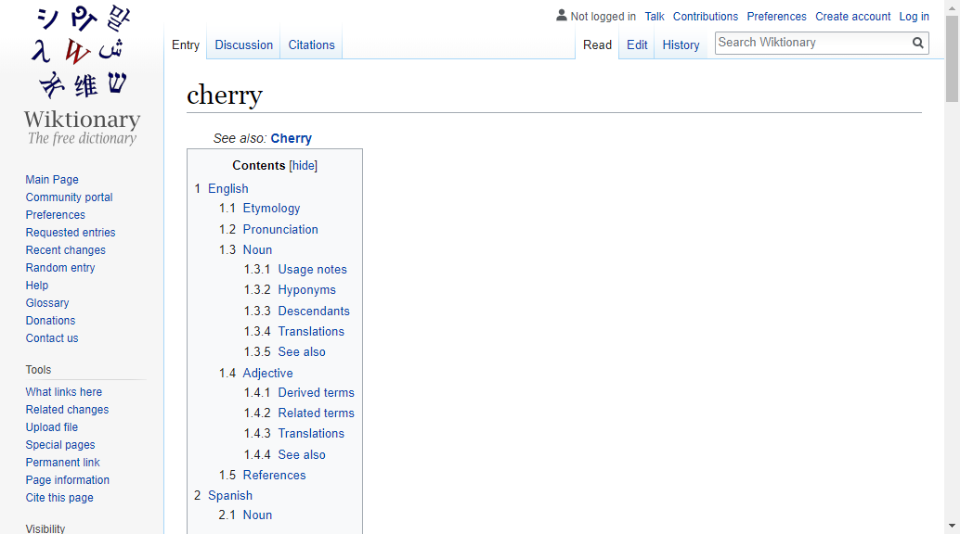 Not logged in Talk Contributions Preferences Create account Log in
Entry Discussion Citations Read Edit History Search Wiktionary
シ 말
λ W ش
维 ש
Wiktionary
The free dictionary
Main Page
Community portal
Preferences
Requested entries
Recent changes
Random entry
Help
Glossary
Donations
Contact us
Tools
What links here
Related changes
Upload file
Special pages
Permanent link
Page information
Cite this page
Visibility
cherry
See also: Cherry
Contents [hide]
1 English
1.1 Etymology
1.2 Pronunciation
1.3 Noun
1.3.1 Usage notes
1.3.2 Hyponyms
1.3.3 Descendants
1.3.4 Translations
1.3.5 See also
1.4 Adjective
1.4.1 Derived terms
1.4.2 Related terms
1.4.3 Translations
1.4.4 See also
1.5 References
2 Spanish
2.1 Noun